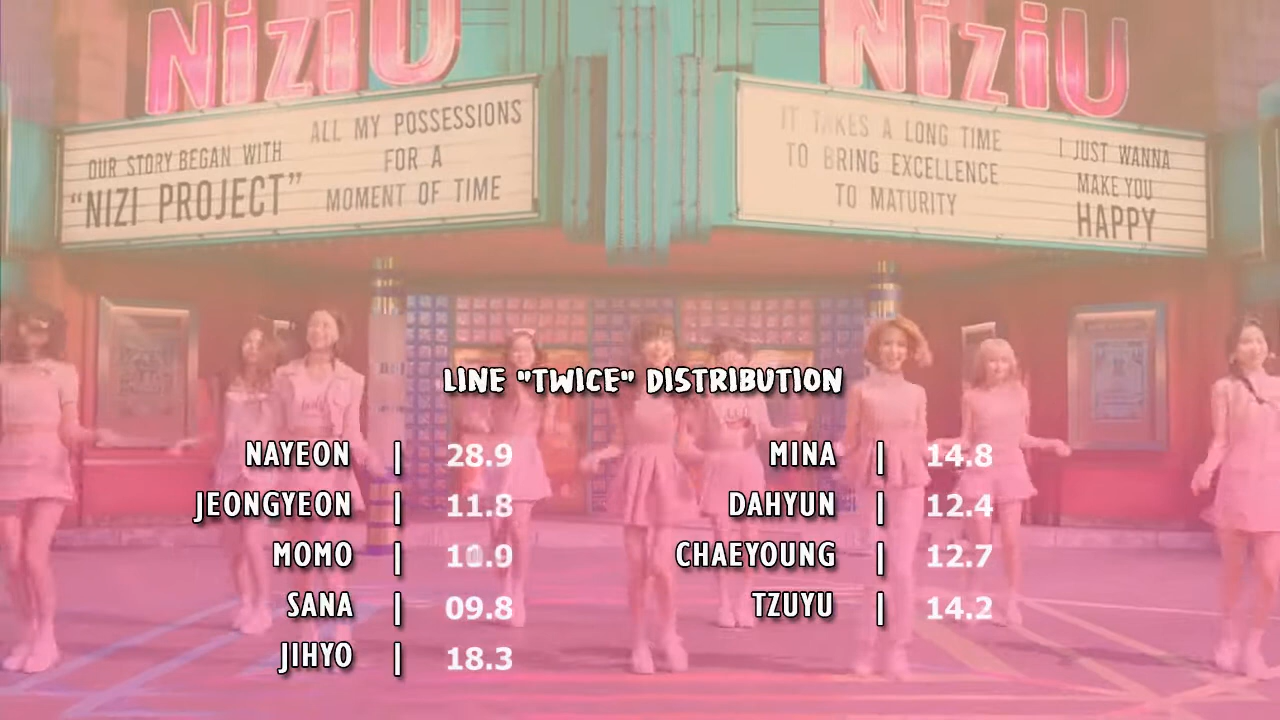 NiziU
NiziU
OUR STORY BEGAN WITH
"NIZI PROJECT"
ALL MY POSSESSIONS
FOR A
MOMENT OF TIME
IT TAKES A LONG TIME
TO BRING EXCELLENCE
TO MATURITY
I JUST WANNA
MAKE YOU
HAPPY
LINE "TWICE" DISTRIBUTION
NAYEON | 28.9
JEONGYEON | 11.8
MOMO |
SANA | 09.8
JIHYO | 18.3
MINA | 14.8
DAHYUN | 12.4
CHAEYOUNG | 12.7
TZUYU | 14.2